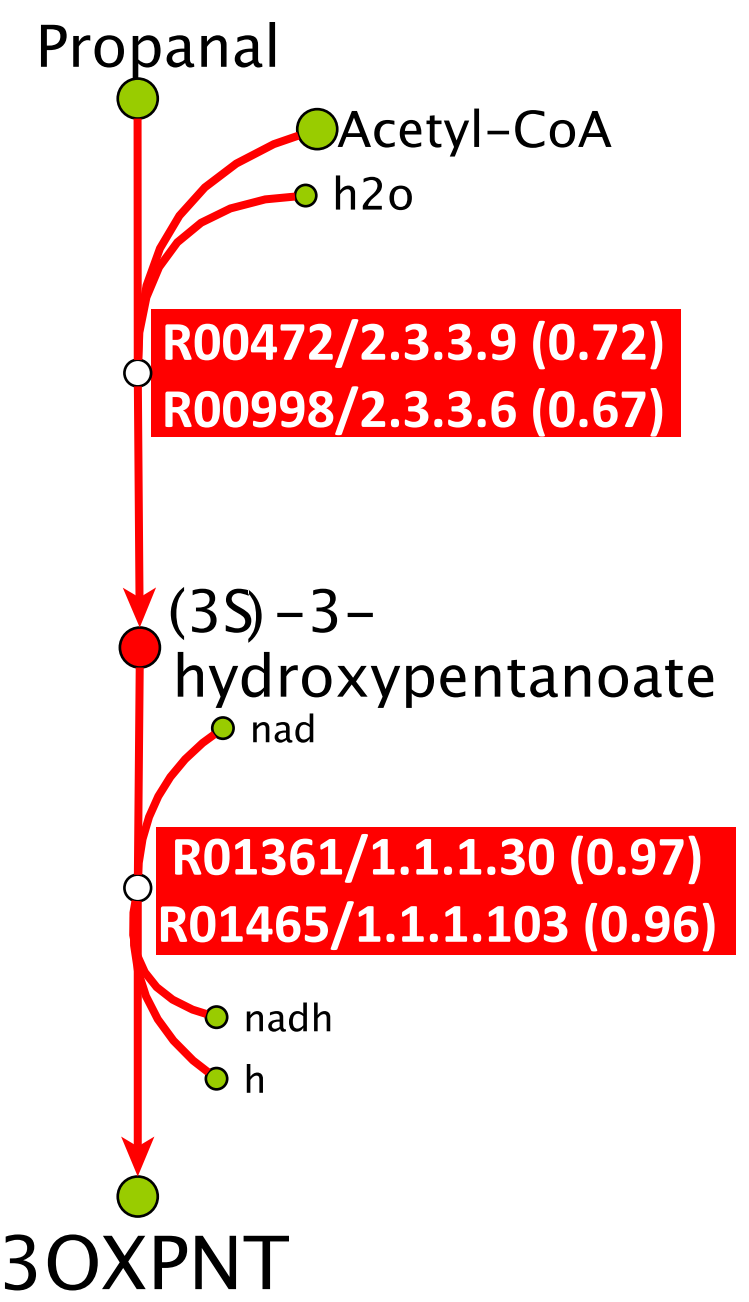 Propanal
Acetyl-CoA
h2o
R00472/2.3.3.9 (0.72)
R00998/2.3.3.6 (0.67)
(3S)-3-
hydroxypentanoate
nad
R01361/1.1.1.30 (0.97)
R01465/1.1.1.103 (0.96)
nadh
h
3OXPNT